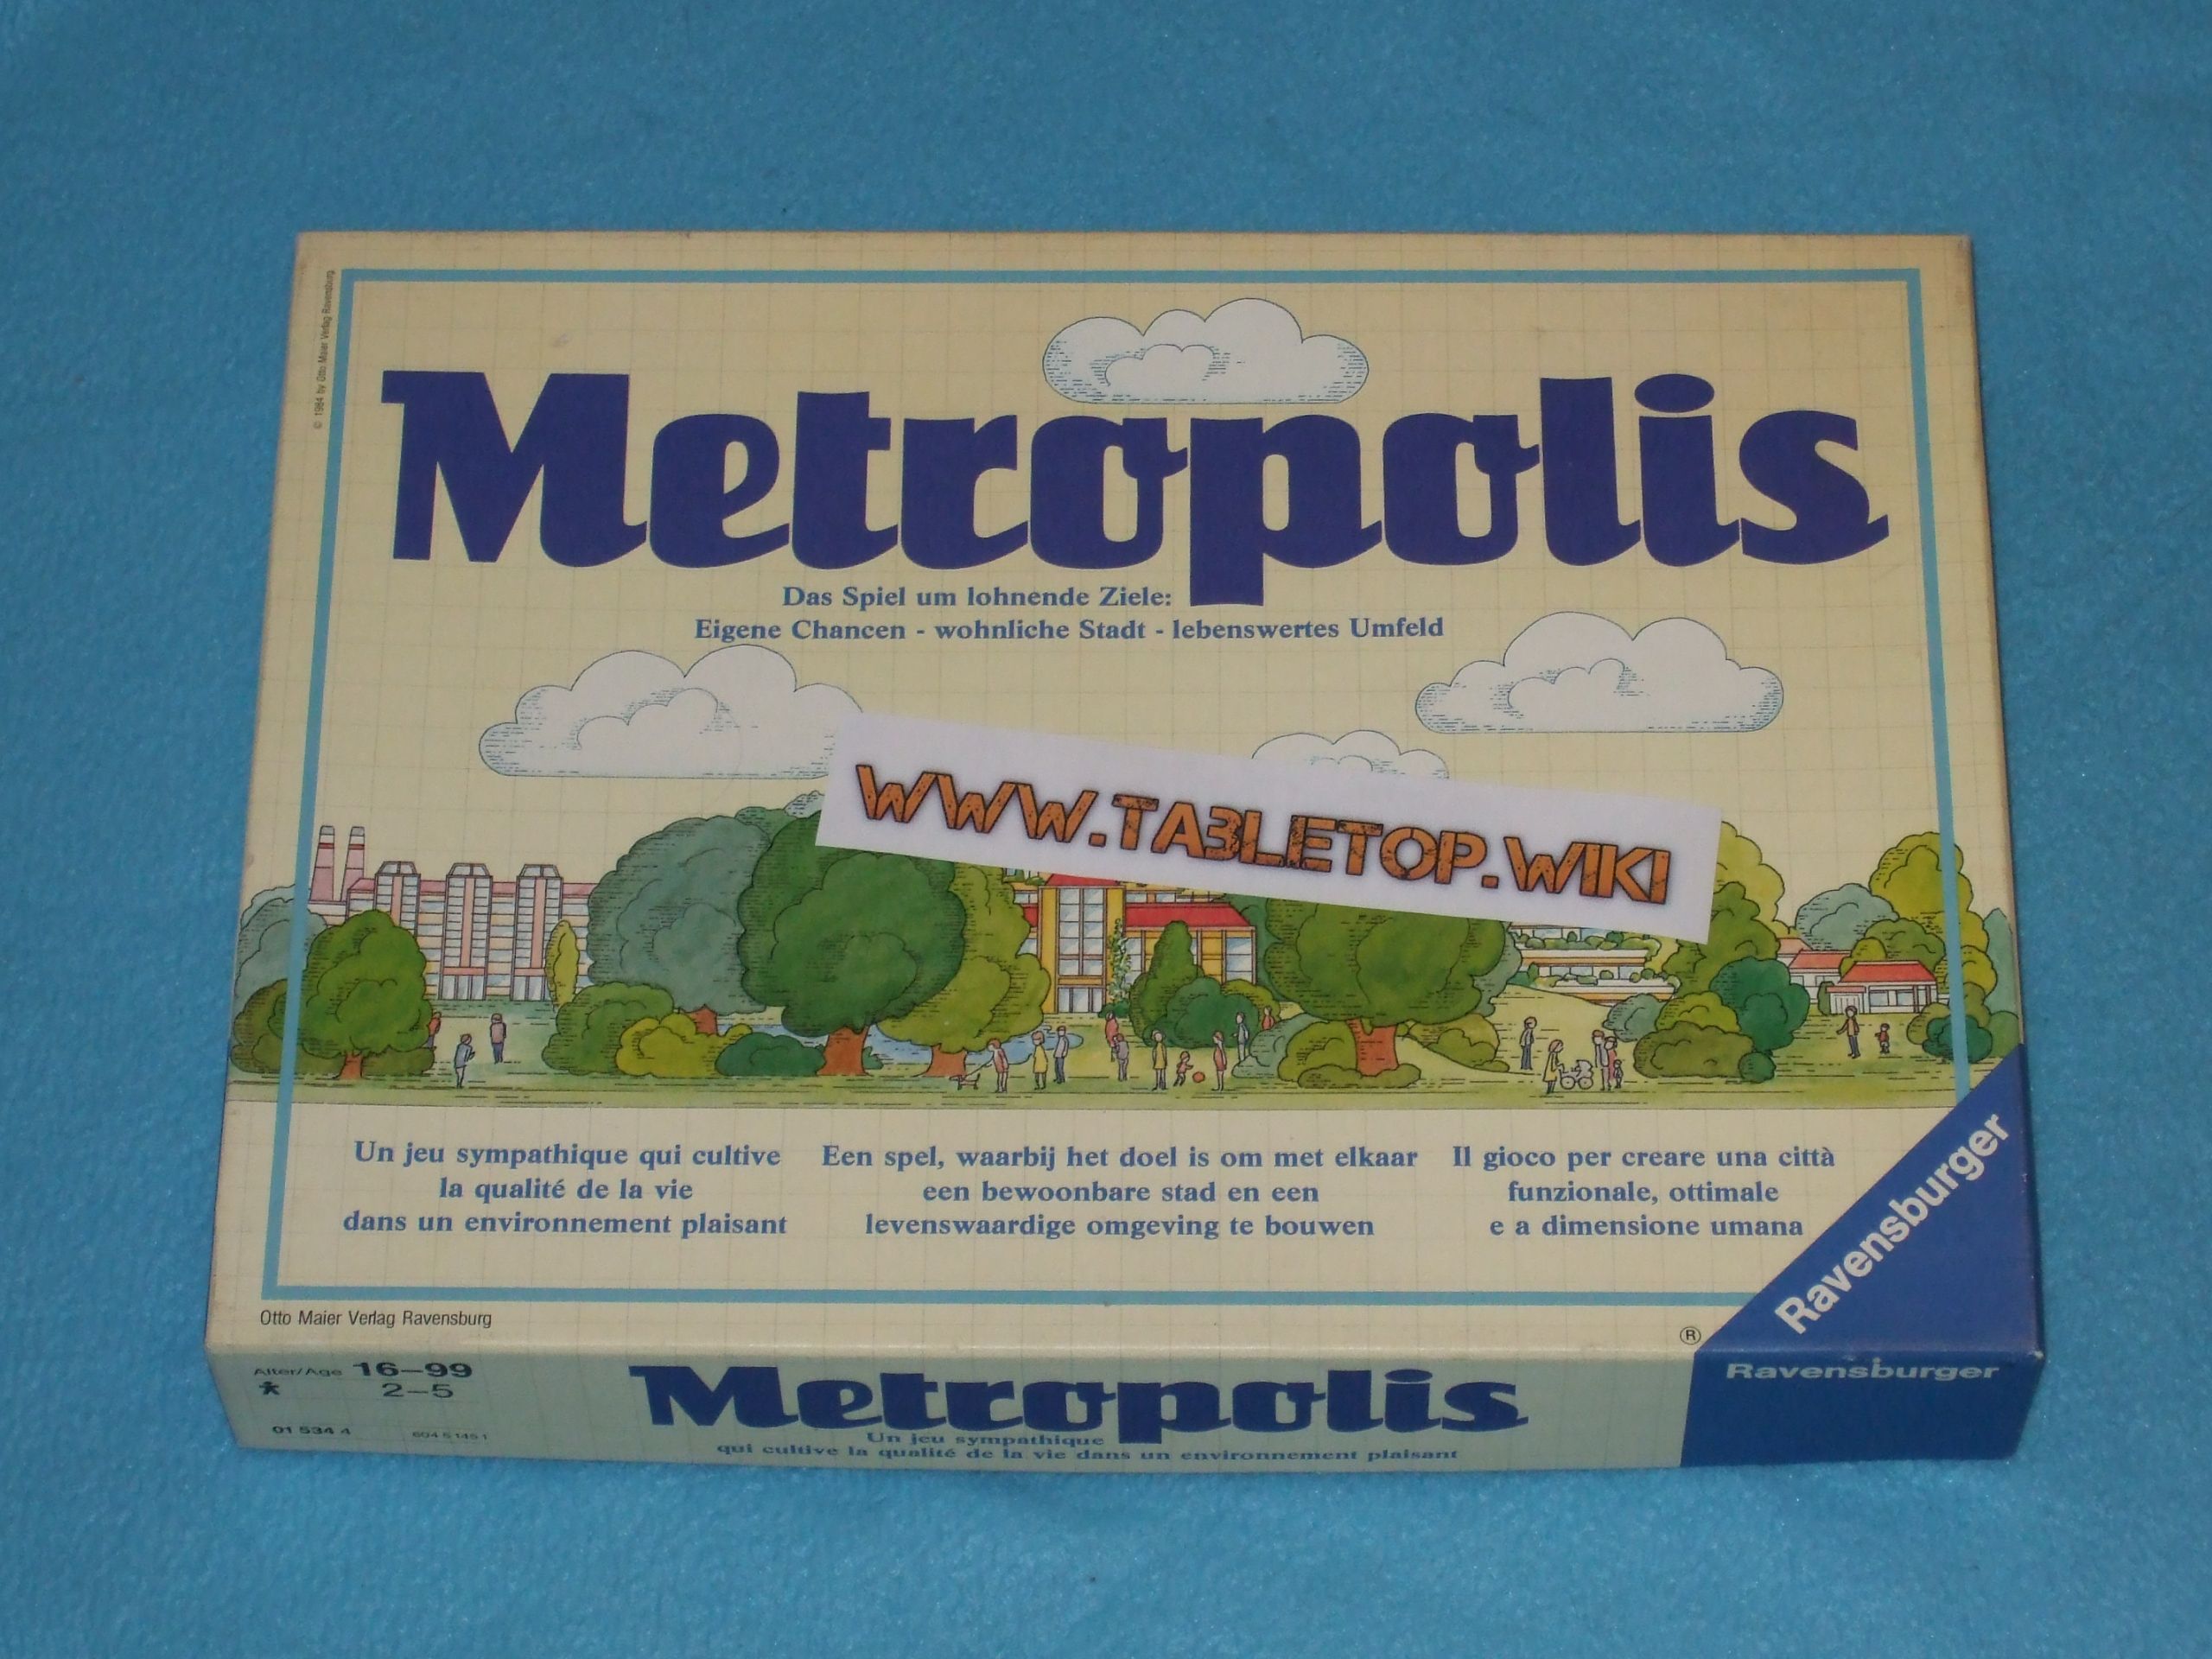 © 1984 by Otto Maier Verlag Ravensburg
Metropolis
Das Spiel um lohnende Ziele:
Eigene Chancen - wohnliche Stadt - lebenswertes Umfeld
WWW.TABLETOP.WIKI
Un jeu sympathique qui cultive
la qualité de la vie
dans un environnement plaisant
Een spel, waarbij het doel is om met elkaar
een bewoonbare stad en een
levenswaardige omgeving te bouwen
Il gioco per creare una città
funzionale, ottimale
e a dimensione umana
Ravensburger
Otto Maier Verlag Ravensburg
®
Alter/Age 16–99
2–5
01 534 4
Metropolis
Un jeu sympathique
qui cultive la qualité de la vie dans un environnement plaisant
Ravensburger